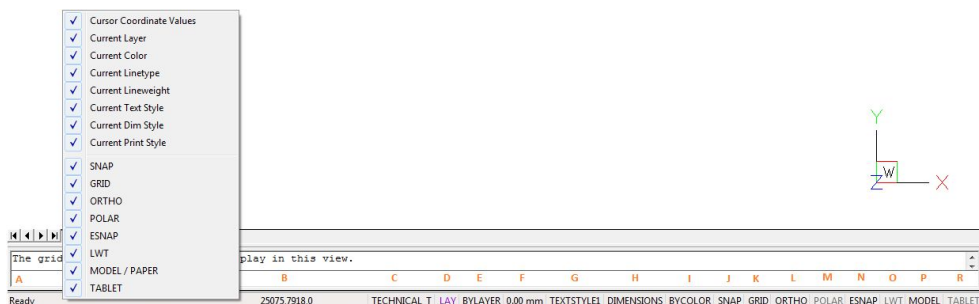 Cursor Coordinate Values
Current Layer
Current Color
Current Linetype
Current Lineweight
Current Text Style
Current Dim Style
Current Print Style
SNAP
GRID
ORTHO
POLAR
ESNAP
LWT
MODEL / PAPER
TABLET
Y
W
Z
X
The grid play in this view.
A B C D E F G H I J K L M N O P R
Ready 25075.7918.0 TECHNICAL_T LAY BYLAYER 0.00 mm TEXTSTYLE1 DIMENSIONS BYCOLOR SNAP GRID ORTHO POLAR ESNAP LWT MODEL TABLET